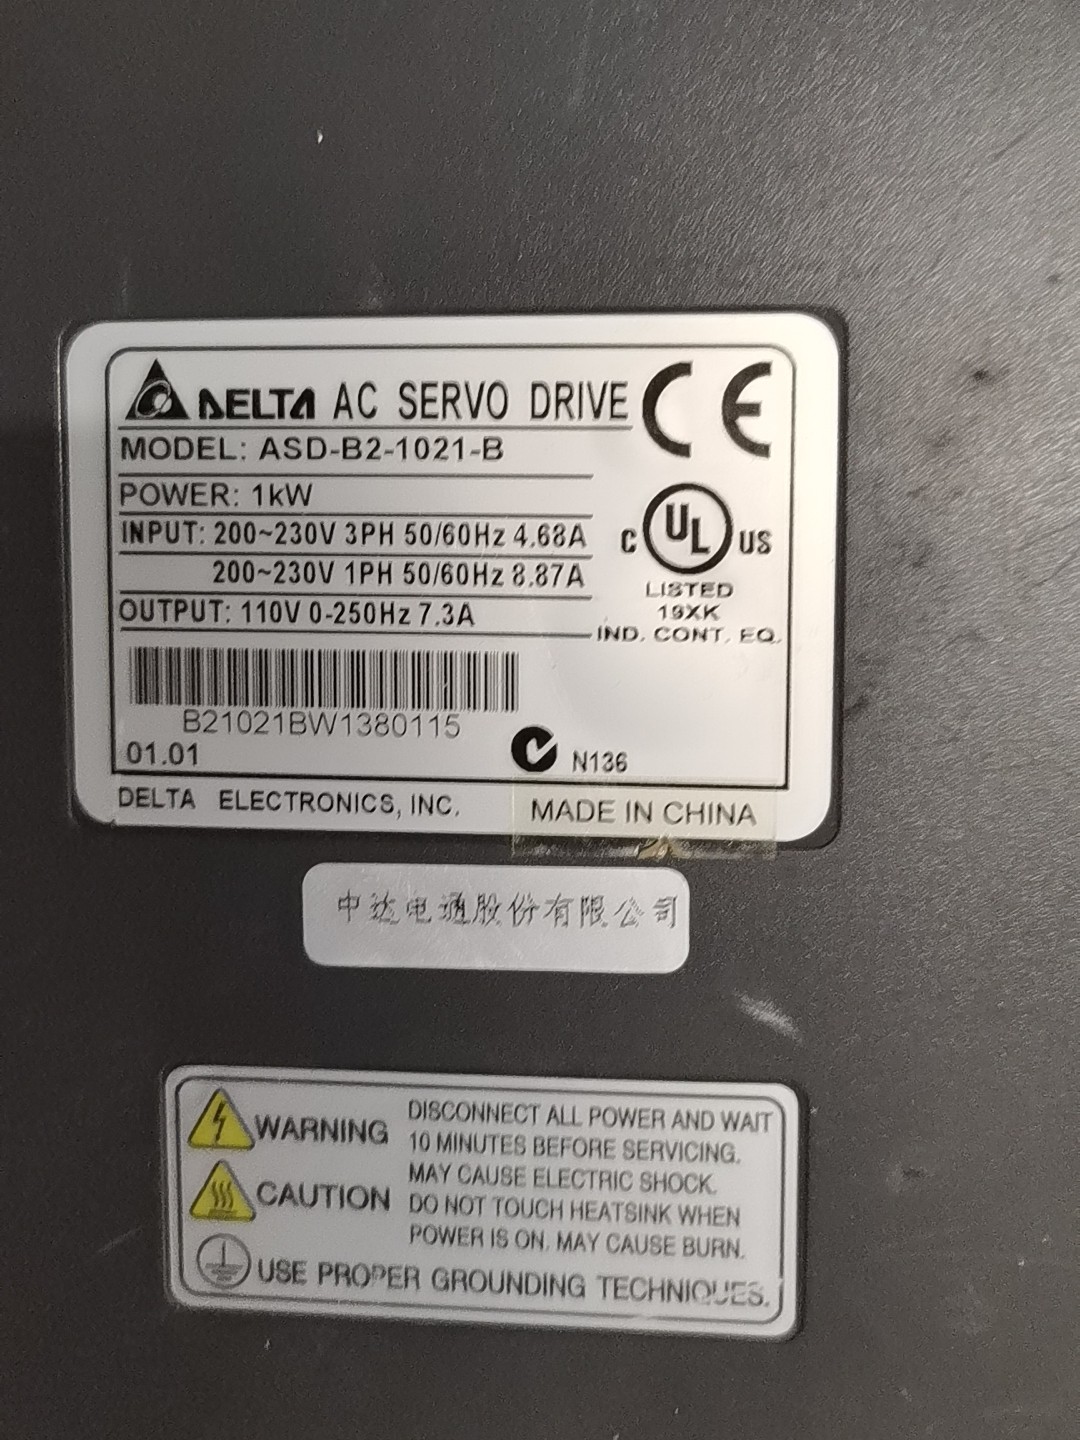 DELTA AC SERVO DRIVE CE
MODEL: ASD-B2-1021-B
POWER: 1kW
INPUT: 200~230V 3PH 50/60Hz 4.68A
200~230V 1PH 50/60Hz 8.87A
OUTPUT: 110V 0-250Hz 7.3A
C UL US
LISTED
19XK
IND. CONT. EQ.
B21021BW1380115
01.01
N136
DELTA ELECTRONICS, INC.
MADE IN CHINA
中达电通股份有限公司
WARNING
DISCONNECT ALL POWER AND WAIT
10 MINUTES BEFORE SERVICING.
MAY CAUSE ELECTRIC SHOCK.
CAUTION
DO NOT TOUCH HEATSINK WHEN
POWER IS ON. MAY CAUSE BURN.
USE PROPER GROUNDING TECHNIQUES.